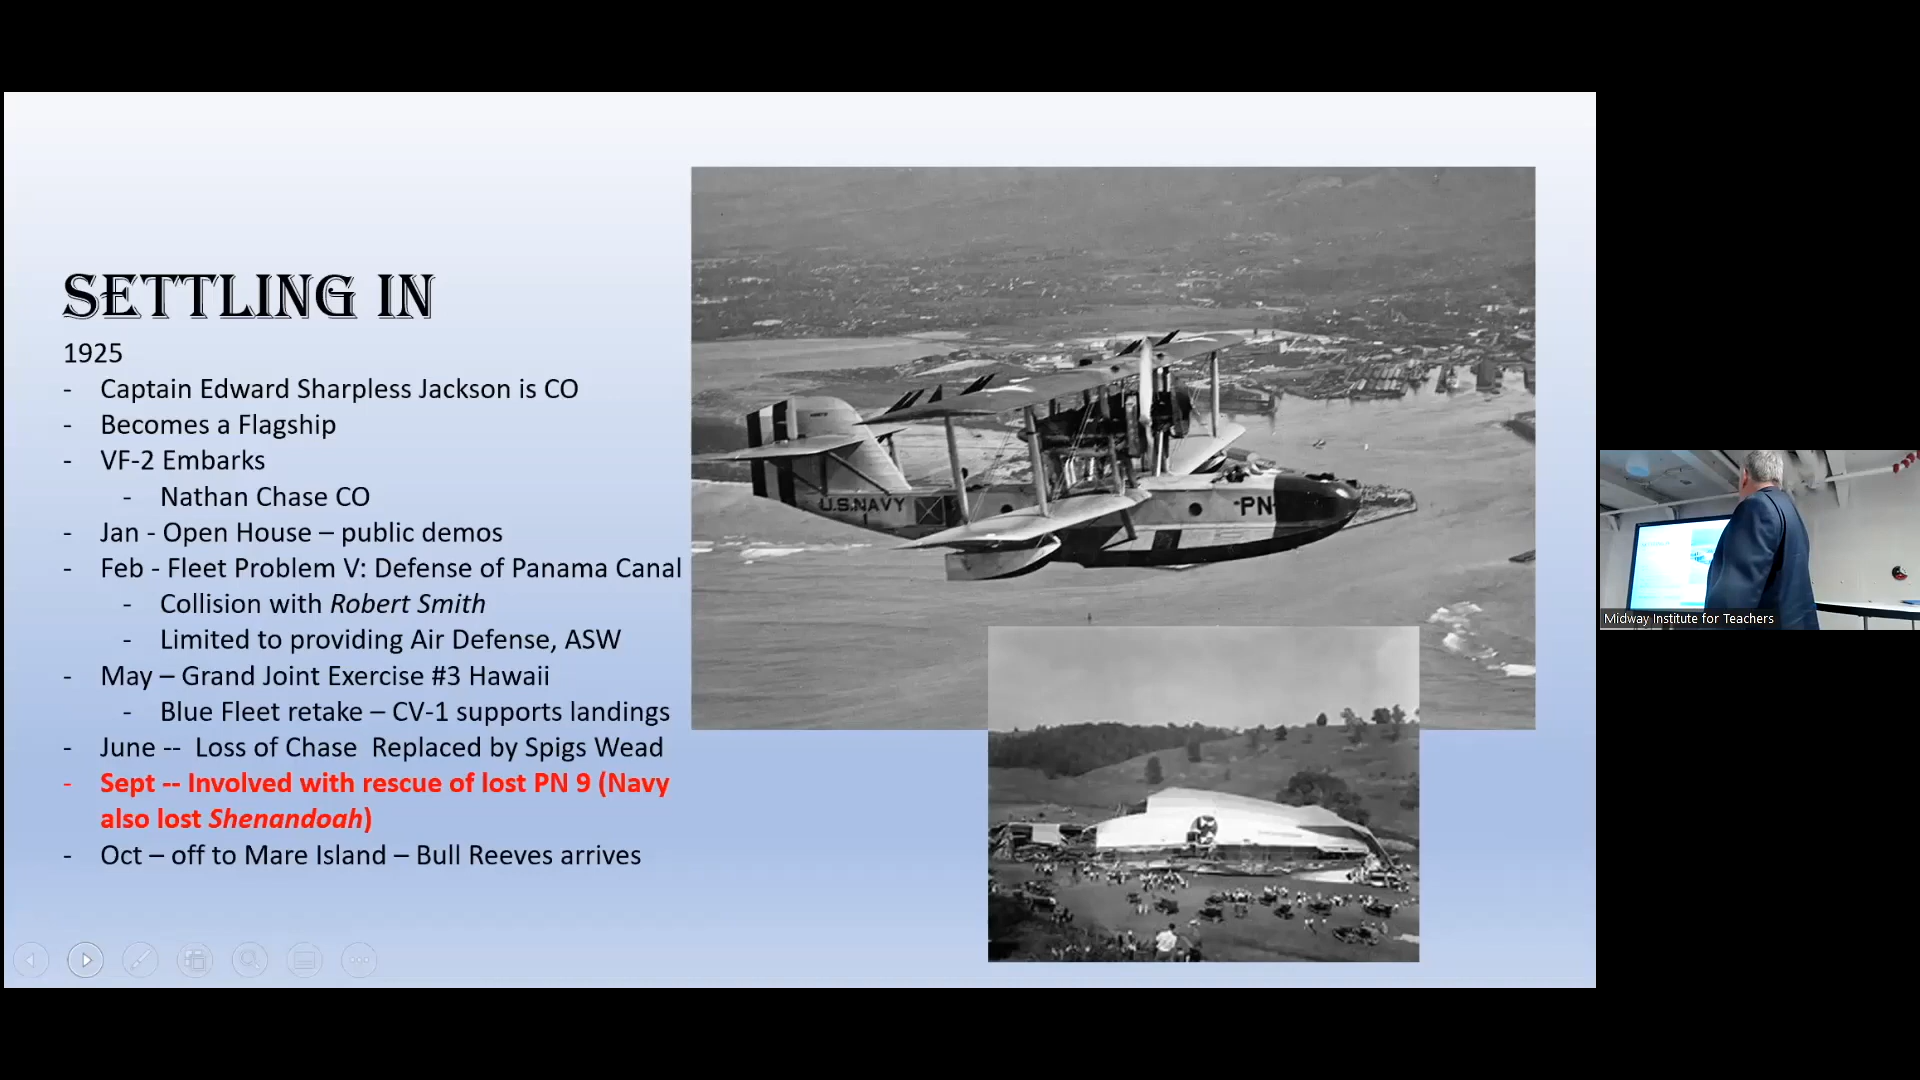 SETTLING IN
1925
- Captain Edward Sharpless Jackson is CO
- Becomes a Flagship
- VF-2 Embarks
- Nathan Chase CO
- Jan - Open House – public demos
- Feb - Fleet Problem V: Defense of Panama Canal
- Collision with Robert Smith
- Limited to providing Air Defense, ASW
- May – Grand Joint Exercise #3 Hawaii
- Blue Fleet retake – CV-1 supports landings
- June -- Loss of Chase Replaced by Spigs Wead
- Sept -- Involved with rescue of lost PN 9 (Navy
also lost Shenandoah)
- Oct – off to Mare Island – Bull Reeves arrives
U.S.NAVY
-PN-
Midway Institute for Teachers